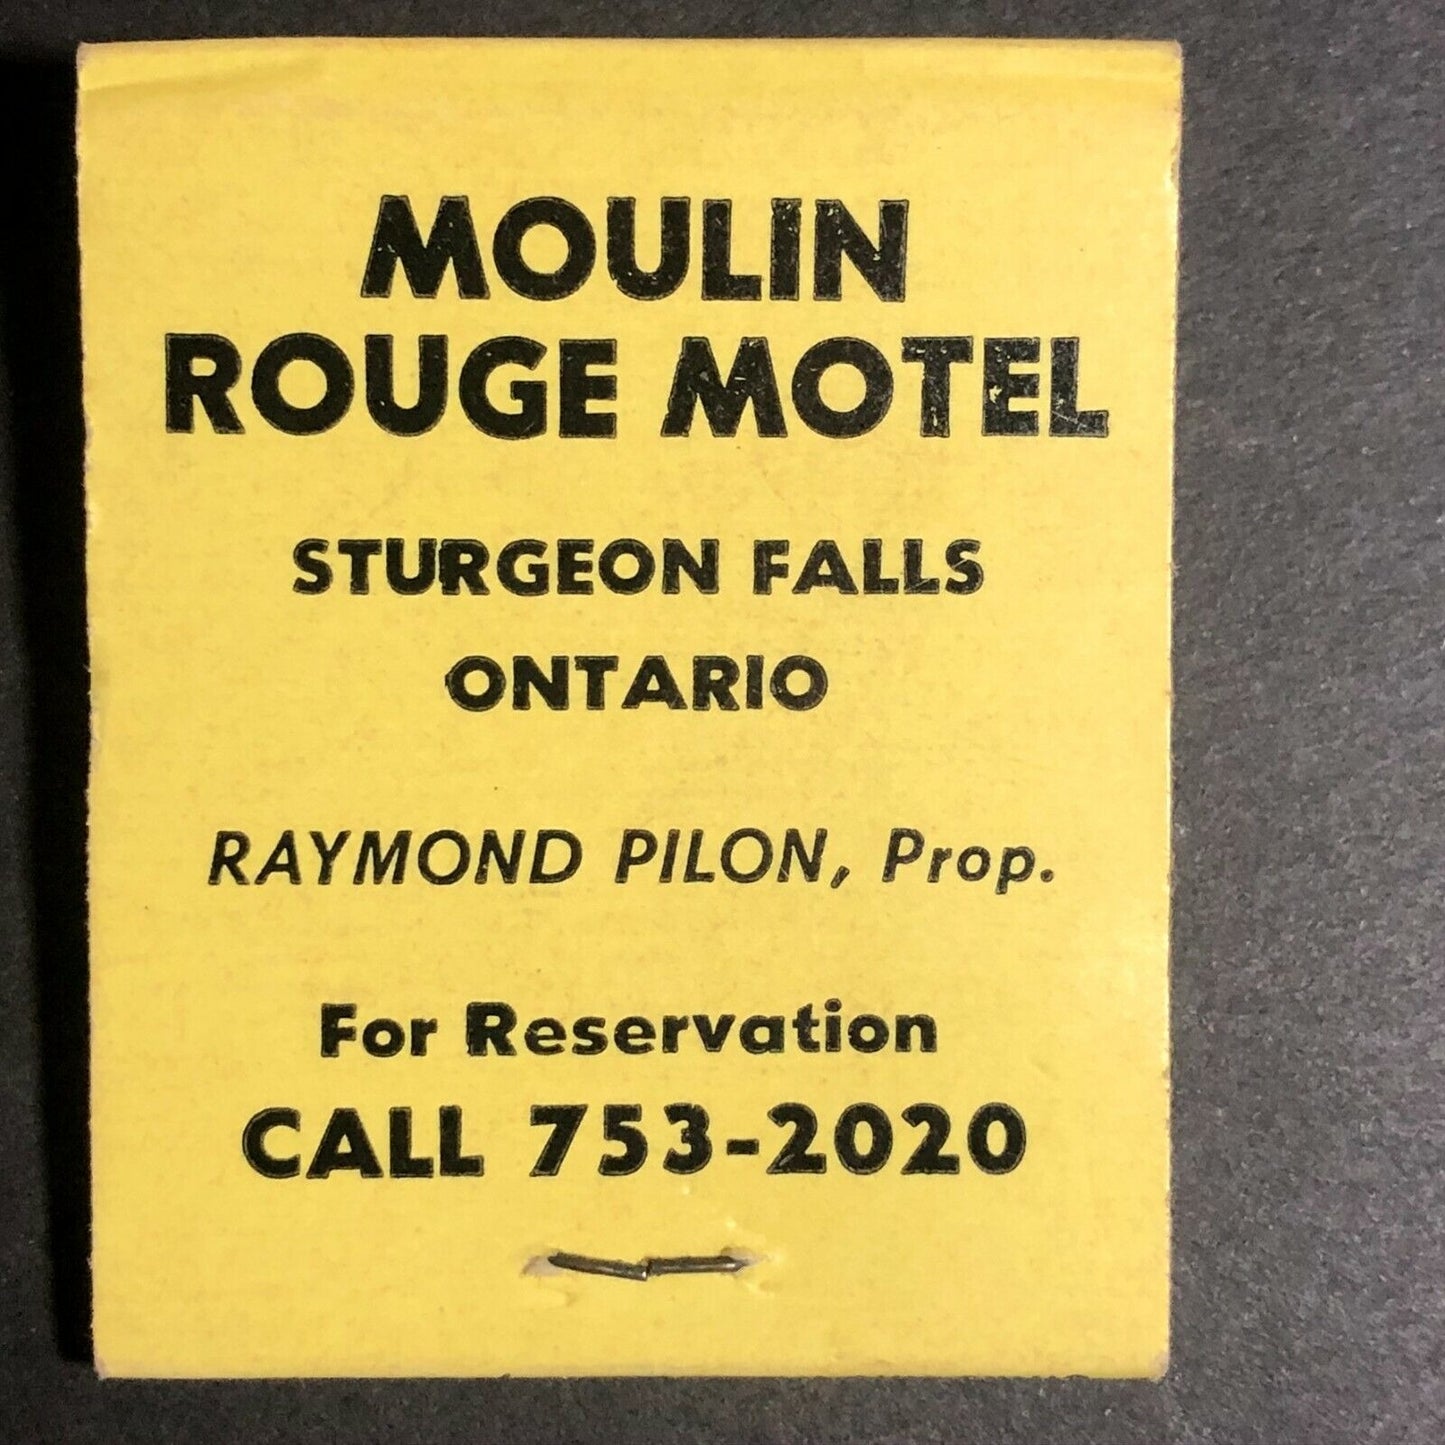 MOULIN
ROUGE MOTEL
STURGEON FALLS
ONTARIO
RAYMOND PILON, Prop.
For Reservation
CALL 753-2020